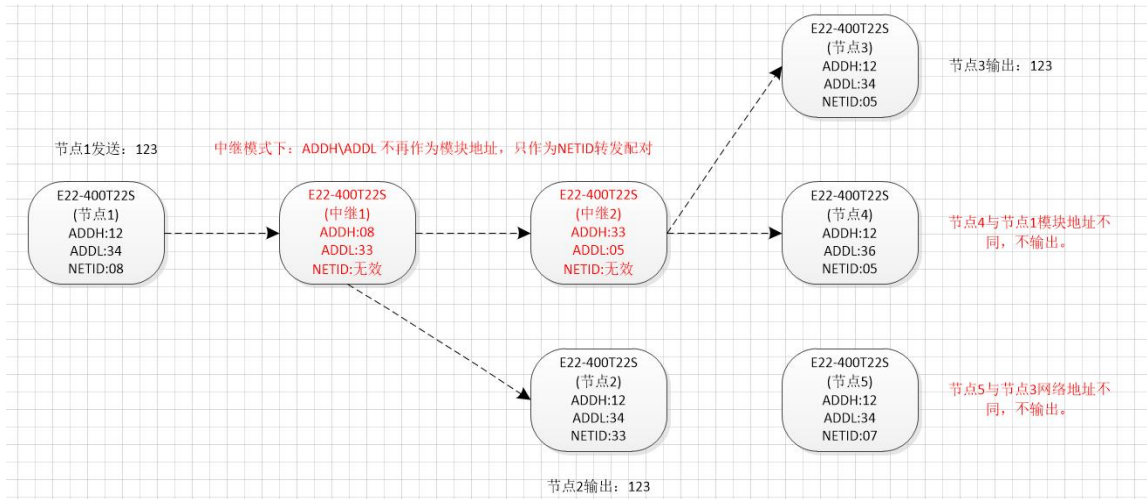 E22-400T22S
(节点3)
ADDH:12
ADDL:34
NETID:05
节点3输出：123
节点1发送：123
中继模式下：ADDH\ADDL 不再作为模块地址，只作为NETID转发配对
E22-400T22S
(节点1)
ADDH:12
ADDL:34
NETID:08
E22-400T22S
(中继1)
ADDH:08
ADDL:33
NETID:无效
E22-400T22S
(中继2)
ADDH:33
ADDL:05
NETID:无效
E22-400T22S
(节点4)
ADDH:12
ADDL:36
NETID:05
节点4与节点1模块地址不
同，不输出。
E22-400T22S
(节点2)
ADDH:12
ADDL:34
NETID:33
E22-400T22S
(节点5)
ADDH:12
ADDL:34
NETID:07
节点5与节点3网络地址不
同，不输出。
节点2输出：123